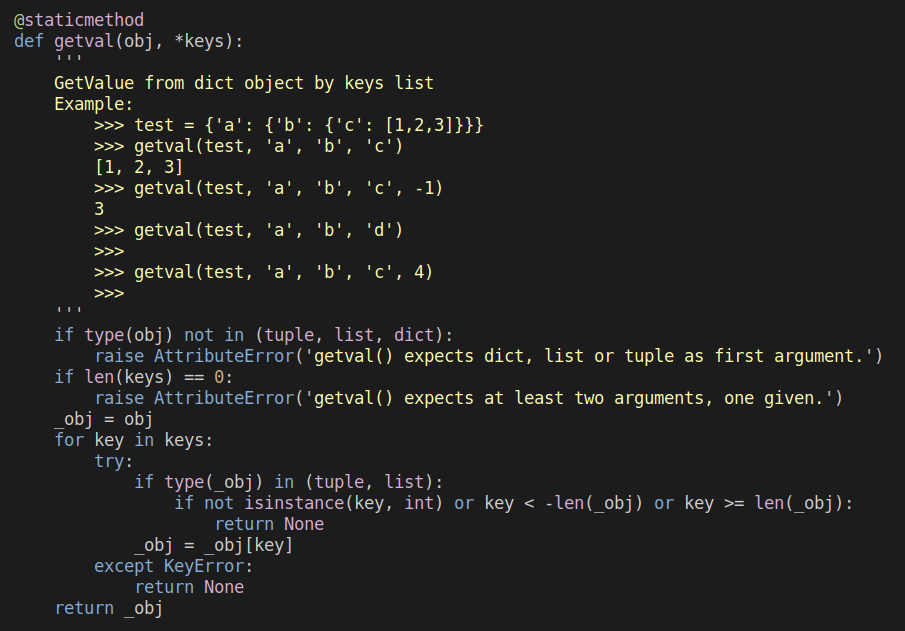 @staticmethod
def getval(obj, *keys):
    '''
    GetValue from dict object by keys list
    Example:
        >>> test = {'a': {'b': {'c': [1,2,3]}}}
        >>> getval(test, 'a', 'b', 'c')
        [1, 2, 3]
        >>> getval(test, 'a', 'b', 'c', -1)
        3
        >>> getval(test, 'a', 'b', 'd')
        >>>
        >>> getval(test, 'a', 'b', 'c', 4)
        >>>
    '''
    if type(obj) not in (tuple, list, dict):
        raise AttributeError('getval() expects dict, list or tuple as first argument.')
    if len(keys) == 0:
        raise AttributeError('getval() expects at least two arguments, one given.')
    _obj = obj
    for key in keys:
        try:
            if type(_obj) in (tuple, list):
                if not isinstance(key, int) or key < -len(_obj) or key >= len(_obj):
                    return None
            _obj = _obj[key]
        except KeyError:
            return None
    return _obj